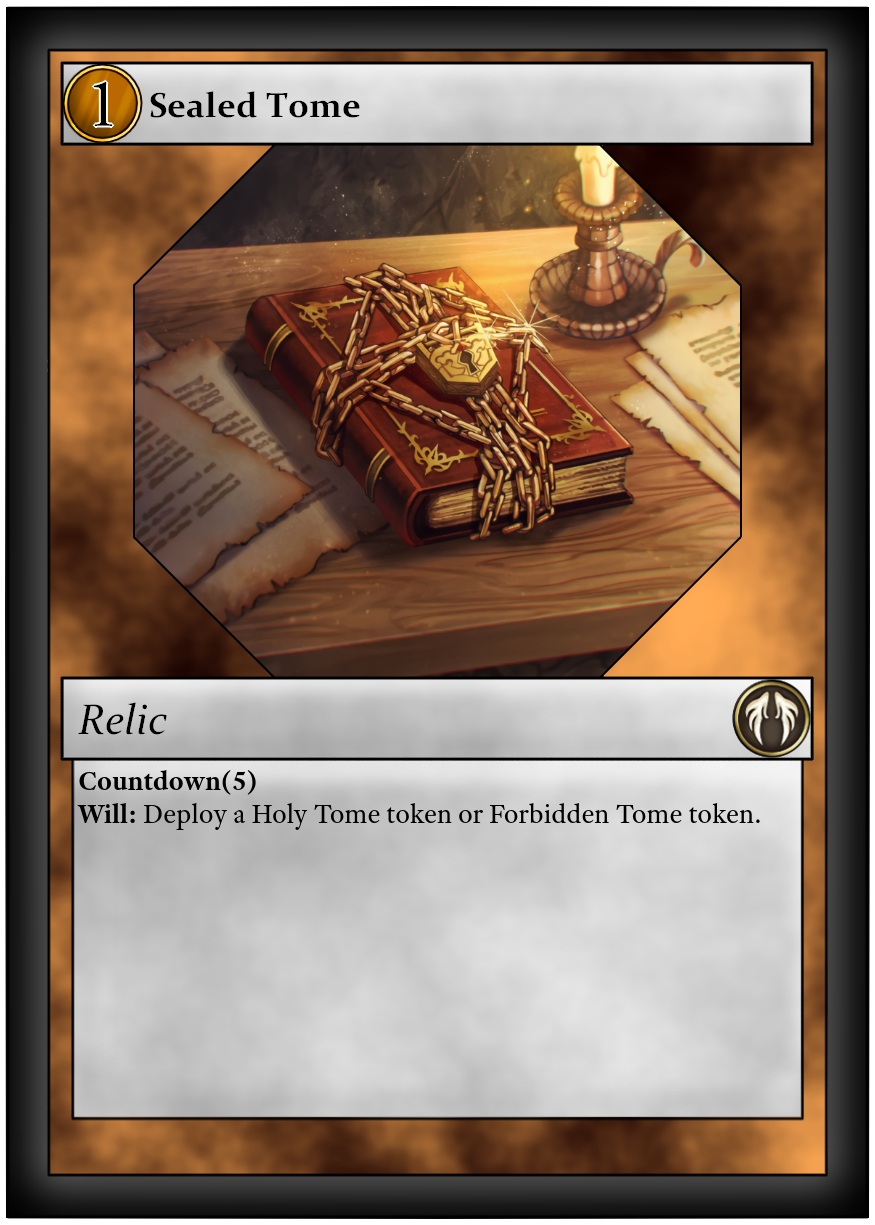 1 Sealed Tome
Relic
Countdown(5)
Will: Deploy a Holy Tome token or Forbidden Tome token.